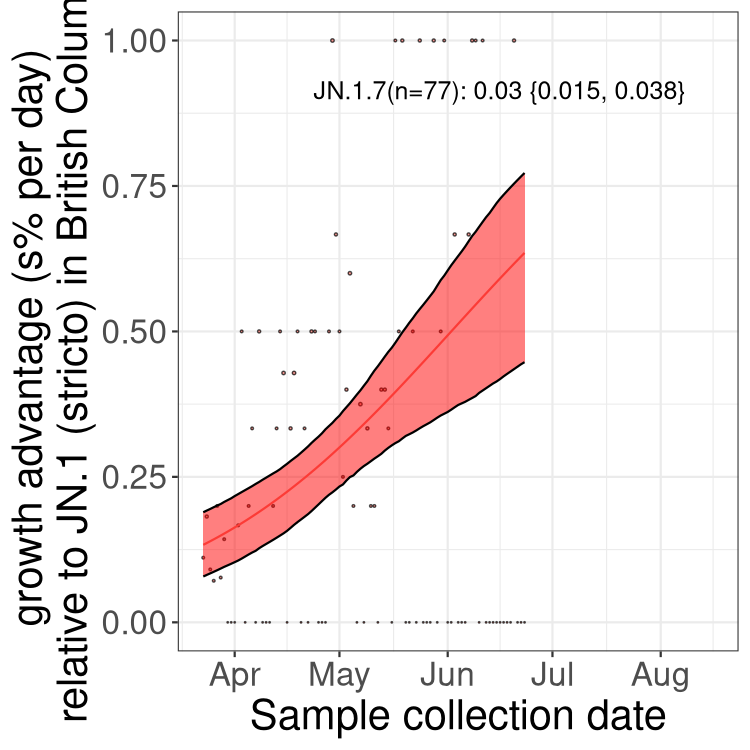 growth advantage (s% per day)
relative to JN.1 (stricto) in British Colum
1.00
0.75
0.50
0.25
0.00
JN.1.7(n=77): 0.03 {0.015, 0.038}
Apr May Jun Jul Aug
Sample collection date